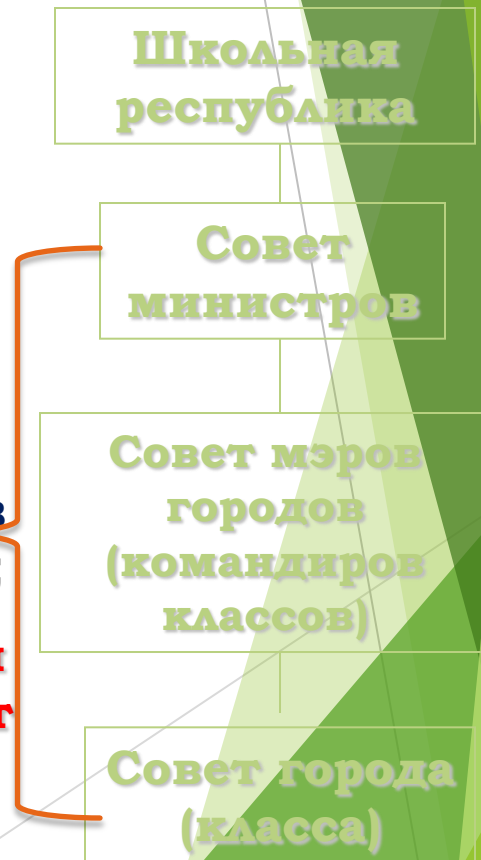 Школьная
республика
Совет
министров
Совет мэров
городов
(командиров
классов)
Совет города
(класса)